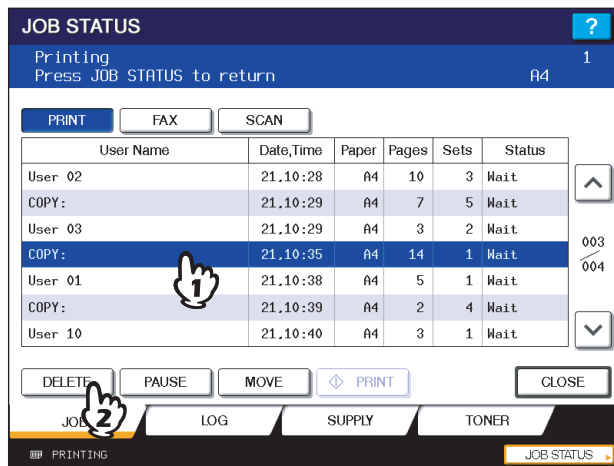 JOB STATUS ?
Printing 1
Press JOB STATUS to return A4
PRINT FAX SCAN
User Name Date,Time Paper Pages Sets Status
User 02 21,10:28 A4 10 3 Wait
COPY: 21,10:29 A4 7 5 Wait
User 03 21,10:29 A4 3 2 Wait
COPY: 21,10:35 A4 14 1 Wait
User 01 21,10:38 A4 5 1 Wait
COPY: 21,10:39 A4 2 4 Wait
User 10 21,10:40 A4 3 1 Wait
003
004
1
DELETE PAUSE MOVE PRINT CLOSE
2
JOB LOG SUPPLY TONER
PRINTING JOB STATUS